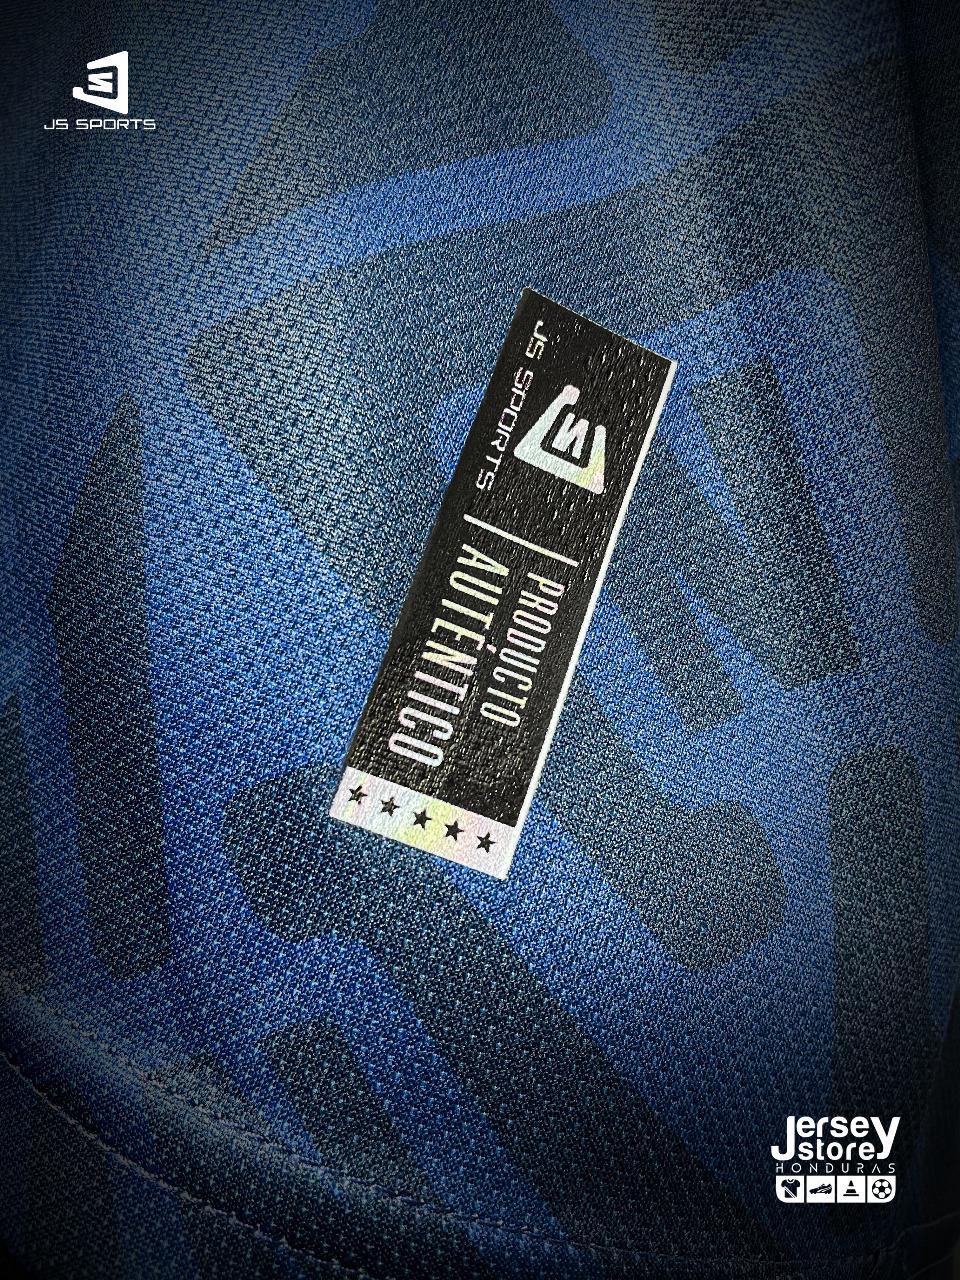 JS SPORTS
JS SPORTS
PRODUCTO
AUTÉNTICO
Jersey
store
HONDURAS